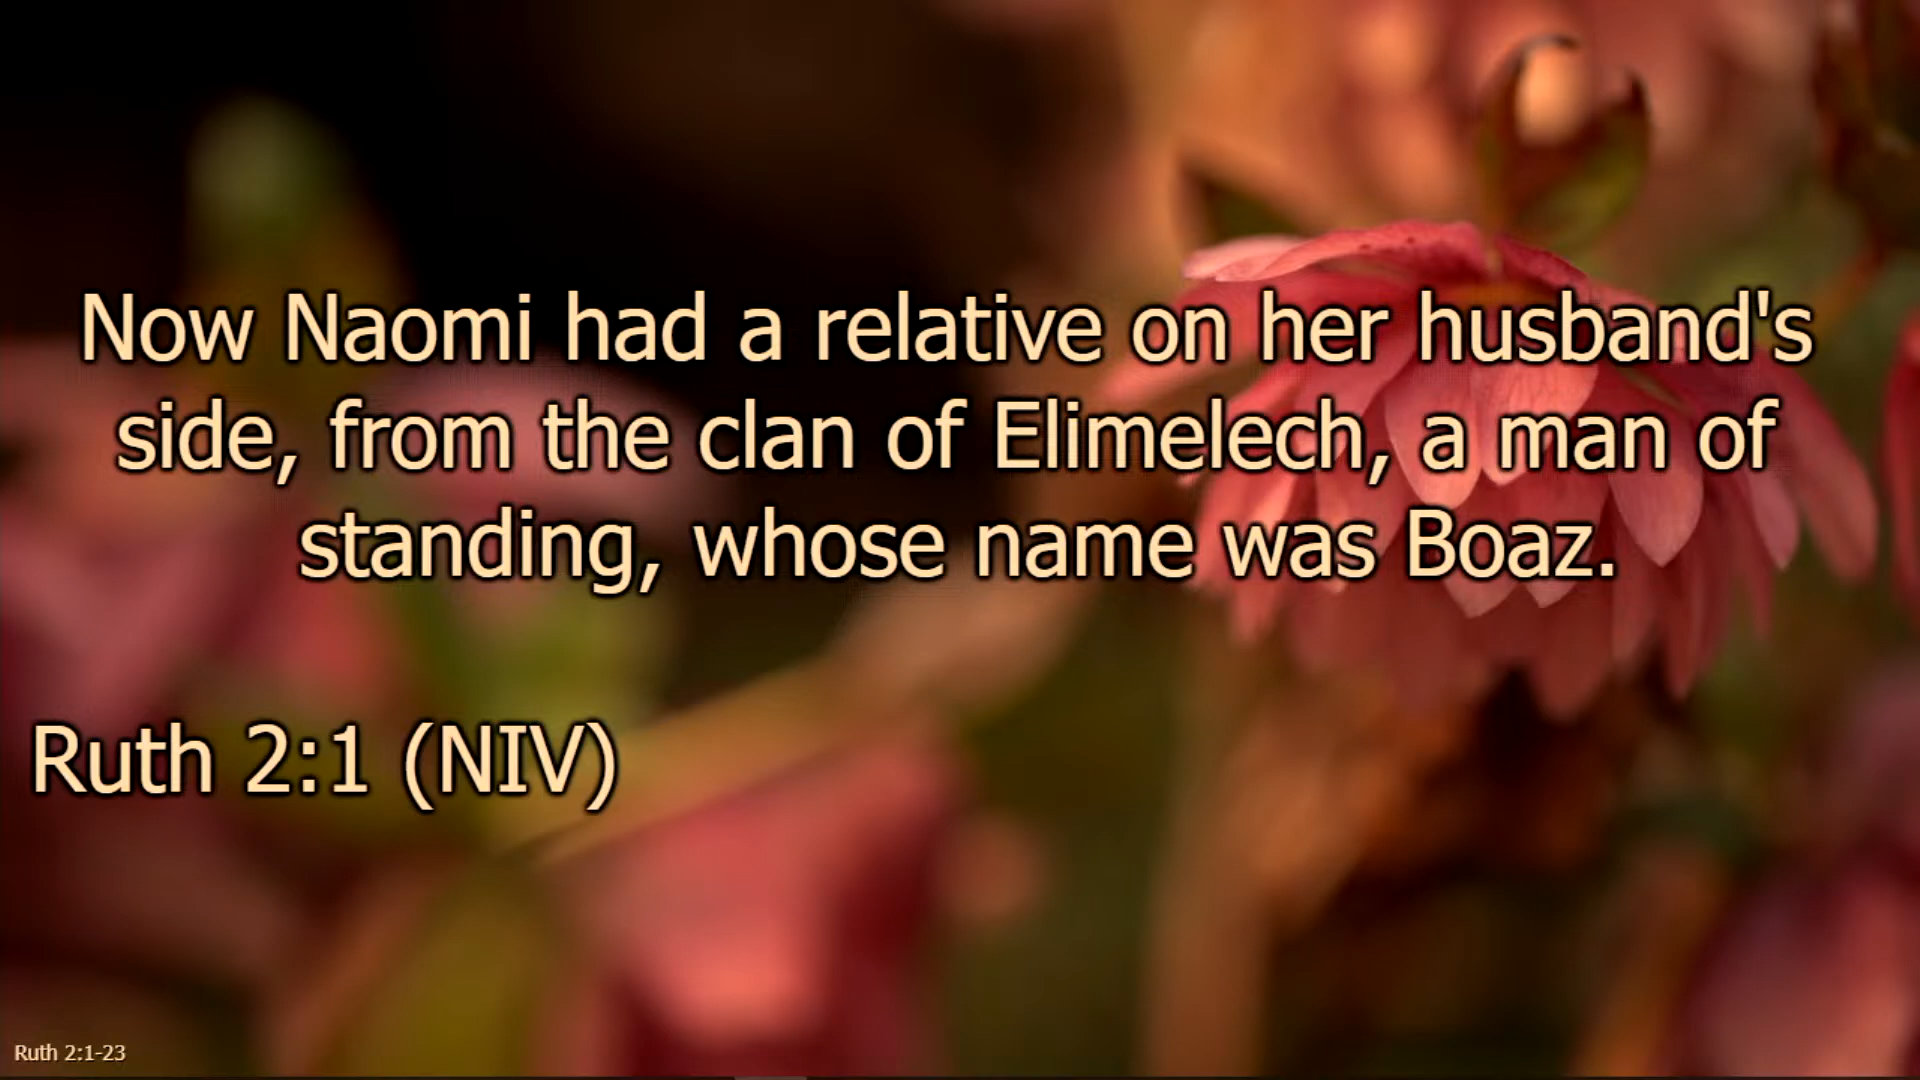 Now Naomi had a relative on her husband's
side, from the clan of Elimelech, a man of
standing, whose name was Boaz.
Ruth 2:1 (NIV)
Ruth 2:1-23